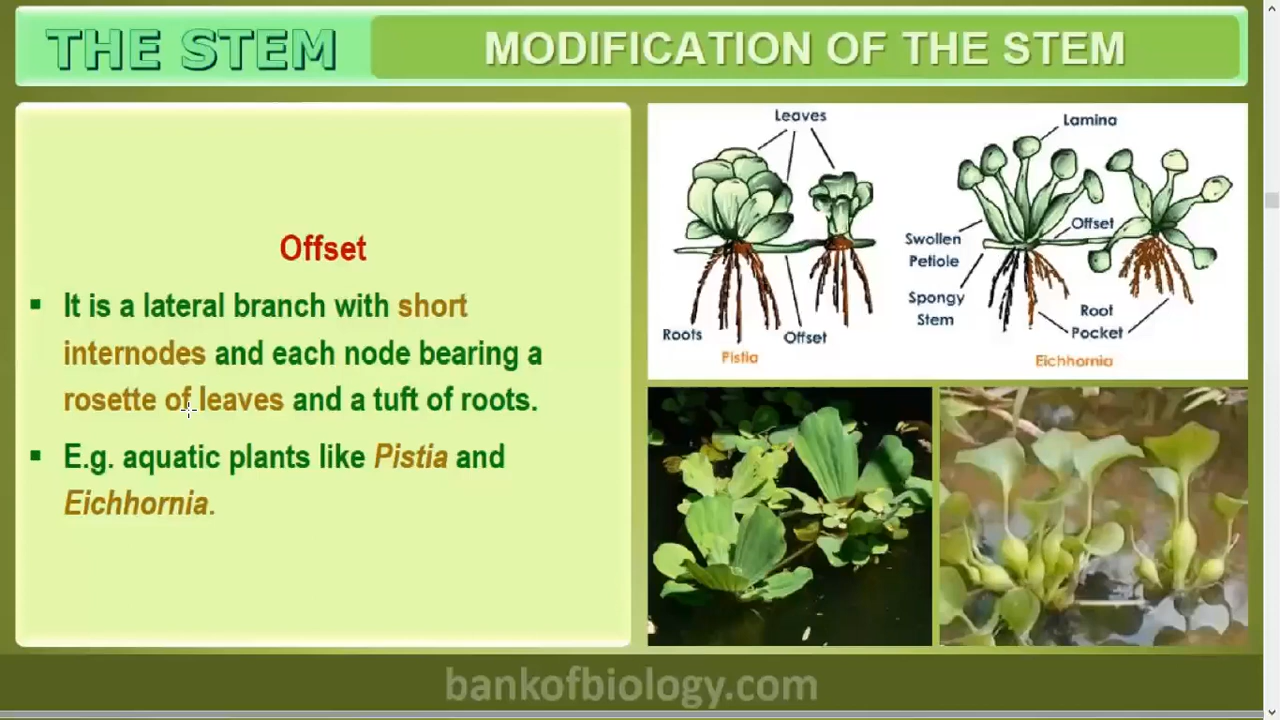 THE STEM
MODIFICATION OF THE STEM
Offset
▪ It is a lateral branch with short
internodes and each node bearing a
rosette of leaves and a tuft of roots.
▪ E.g. aquatic plants like Pistia and
Eichhornia.
Leaves
Roots
Offset
Pistia
Lamina
Offset
Swollen
Petiole
Spongy
Stem
Root
Pocket
Eichhornia
bankofbiology.com